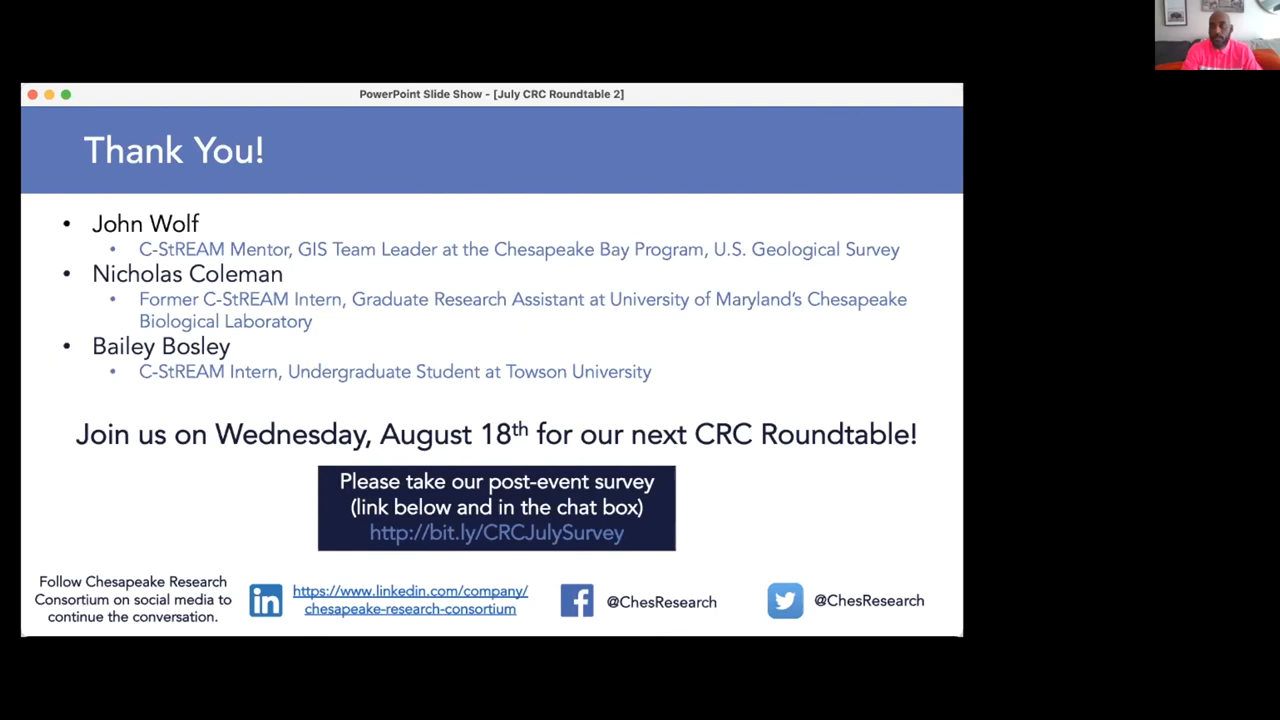 PowerPoint Slide Show - [July CRC Roundtable 2]
Thank You!
• John Wolf
• C-StREAM Mentor, GIS Team Leader at the Chesapeake Bay Program, U.S. Geological Survey
• Nicholas Coleman
• Former C-StREAM Intern, Graduate Research Assistant at University of Maryland's Chesapeake
Biological Laboratory
• Bailey Bosley
• C-StREAM Intern, Undergraduate Student at Towson University
Join us on Wednesday, August 18th for our next CRC Roundtable!
Please take our post-event survey
(link below and in the chat box)
http://bit.ly/CRCJulySurvey
Follow Chesapeake Research
Consortium on social media to
continue the conversation.
in
https://www.linkedin.com/company/
chesapeake-research-consortium
f
@ChesResearch
@ChesResearch